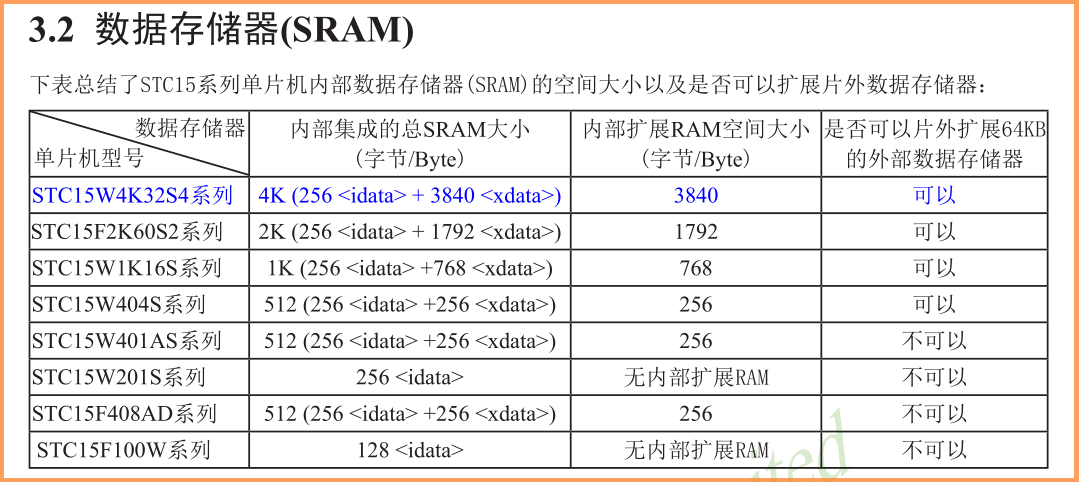 3.2 数据存储器(SRAM)
下表总结了STC15系列单片机内部数据存储器(SRAM)的空间大小以及是否可以扩展片外数据存储器：
数据存储器
单片机型号
内部集成的总SRAM大小
(字节/Byte)
内部扩展RAM空间大小
(字节/Byte)
是否可以片外扩展64KB
的外部数据存储器
STC15W4K32S4系列 4K (256 <idata> + 3840 <xdata>) 3840 可以
STC15F2K60S2系列 2K (256 <idata> + 1792 <xdata>) 1792 可以
STC15W1K16S系列 1K (256 <idata> +768 <xdata>) 768 可以
STC15W404S系列 512 (256 <idata> +256 <xdata>) 256 可以
STC15W401AS系列 512 (256 <idata> +256 <xdata>) 256 不可以
STC15W201S系列 256 <idata> 无内部扩展RAM 不可以
STC15F408AD系列 512 (256 <idata> +256 <xdata>) 256 不可以
STC15F100W系列 128 <idata> 无内部扩展RAM 不可以